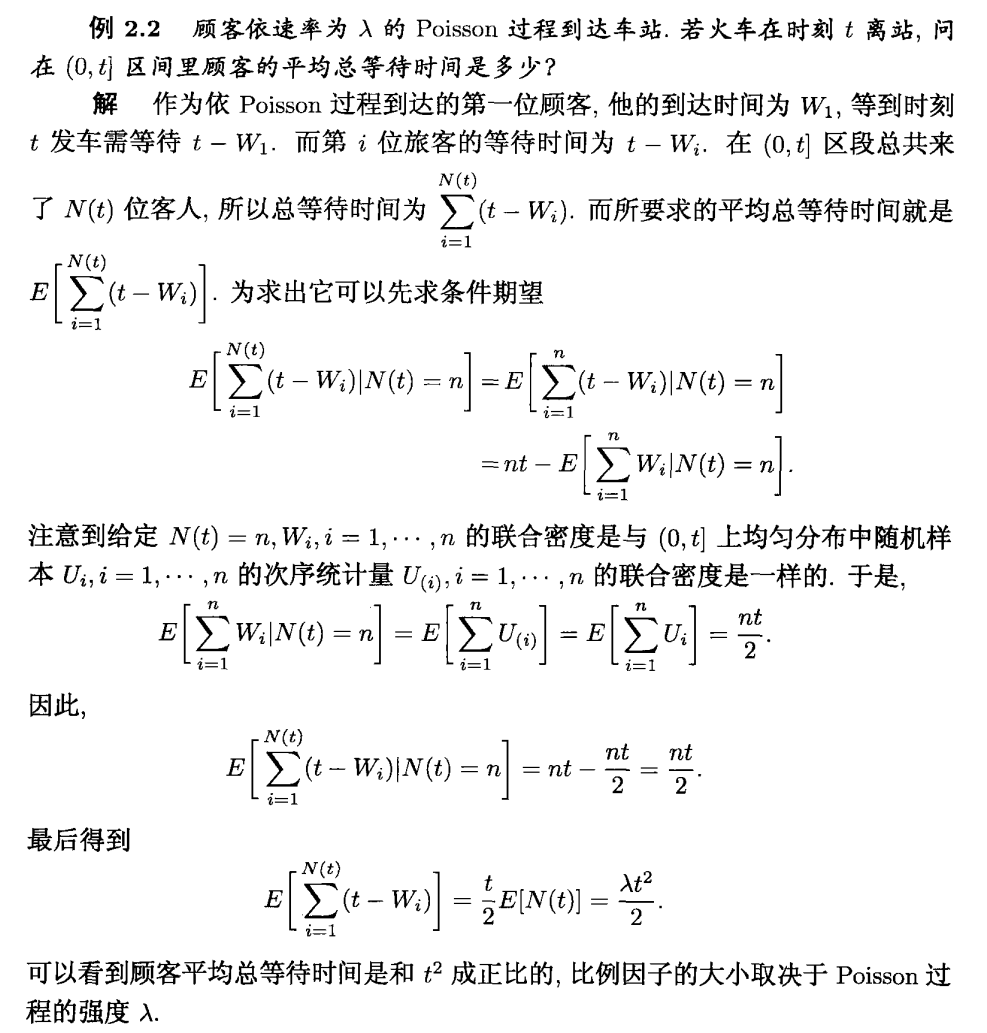 例 2.2 顾客依速率为 λ 的 Poisson 过程到达车站. 若火车在时刻 t 离站, 问
在 (0, t] 区间里顾客的平均总等待时间是多少?
解 作为依 Poisson 过程到达的第一位顾客, 他的到达时间为 W₁, 等到时刻
t 发车需等待 t − W₁. 而第 i 位旅客的等待时间为 t − Wᵢ. 在 (0, t] 区段总共来
了 N(t) 位客人, 所以总等待时间为 \sum_{i=1}^{N(t)}(t − W_i). 而所要求的平均总等待时间就是
E[\sum_{i=1}^{N(t)}(t − W_i)]. 为求出它可以先求条件期望
E[\sum_{i=1}^{N(t)}(t − W_i)|N(t) = n] = E[\sum_{i=1}^{n}(t − W_i)|N(t) = n]
= nt − E[\sum_{i=1}^{n} W_i|N(t) = n].
注意到给定 N(t) = n, Wᵢ, i = 1, ⋯ , n 的联合密度是与 (0, t] 上均匀分布中随机样
本 Uᵢ, i = 1, ⋯ , n 的次序统计量 U_{(i)}, i = 1, ⋯ , n 的联合密度是一样的. 于是,
E[\sum_{i=1}^{n} W_i|N(t) = n] = E[\sum_{i=1}^{n} U_{(i)}] = E[\sum_{i=1}^{n} U_i] = \frac{nt}{2}.
因此,
E[\sum_{i=1}^{N(t)}(t − W_i)|N(t) = n] = nt − \frac{nt}{2} = \frac{nt}{2}.
最后得到
E[\sum_{i=1}^{N(t)}(t − W_i)] = \frac{t}{2}E[N(t)] = \frac{λt^2}{2}.
可以看到顾客平均总等待时间是和 t² 成正比的, 比例因子的大小取决于 Poisson 过
程的强度 λ.